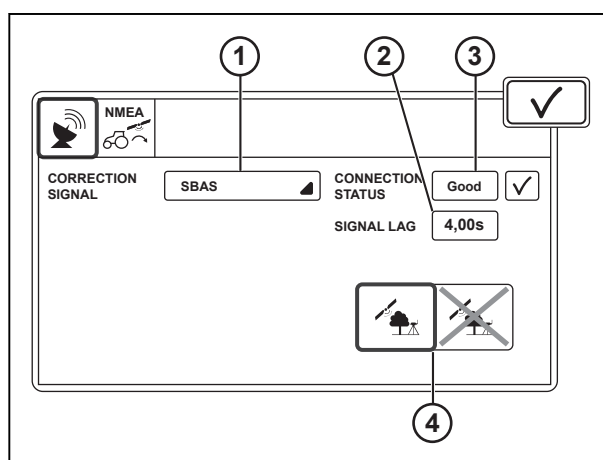 1
2
3
NMEA
CORRECTION
SIGNAL
SBAS
CONNECTION
STATUS
Good
SIGNAL LAG
4,00s
4